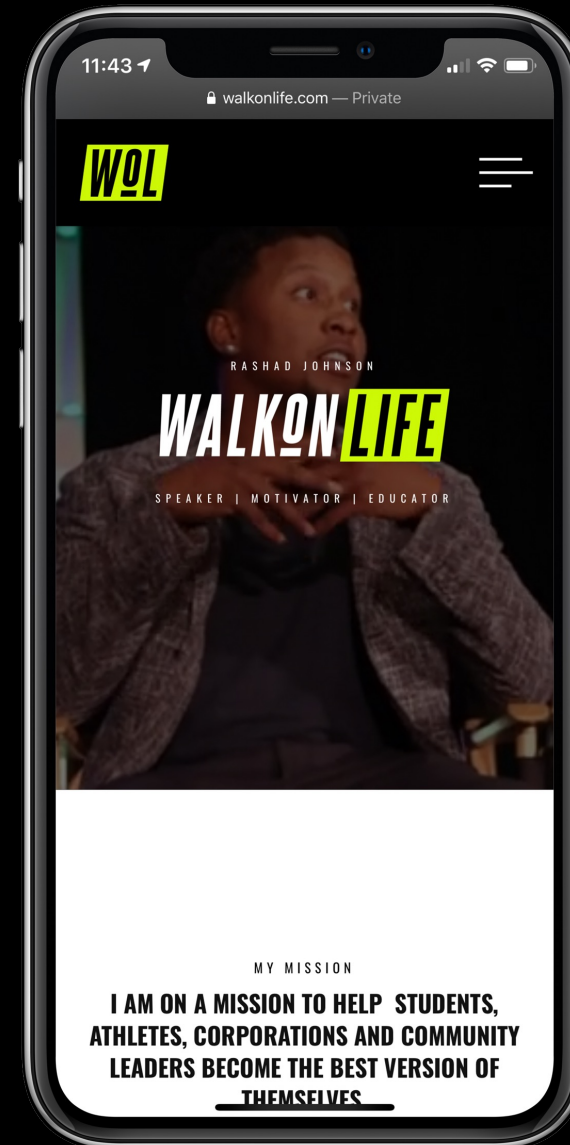 11:43
walkonlife.com — Private
WOL
RASHAD JOHNSON
WALKON LIFE
SPEAKER | MOTIVATOR | EDUCATOR
MY MISSION
I AM ON A MISSION TO HELP  STUDENTS,
ATHLETES, CORPORATIONS AND COMMUNITY
LEADERS BECOME THE BEST VERSION OF
THEMSELVES